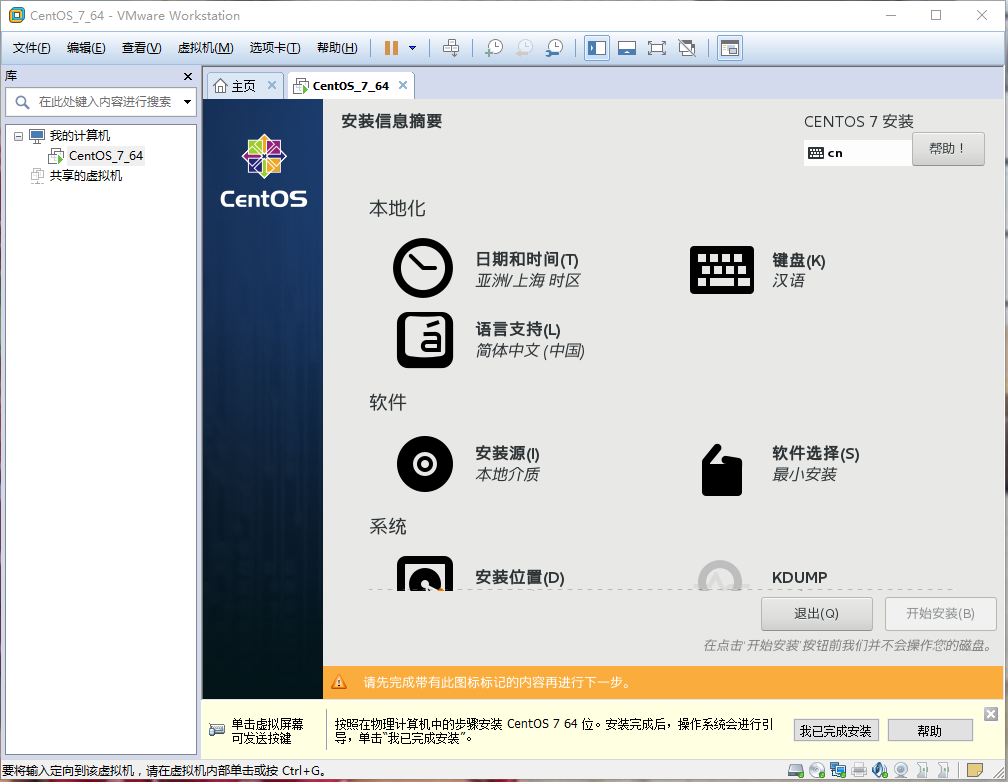 CentOS_7_64 - VMware Workstation
文件(F) 编辑(E) 查看(V) 虚拟机(M) 选项卡(T) 帮助(H)
库
在此处键入内容进行搜索
我的计算机
CentOS_7_64
共享的虚拟机
主页 CentOS_7_64
CentOS
安装信息摘要
CENTOS 7 安装
cn
帮助！
本地化
日期和时间(T)
亚洲/上海 时区
键盘(K)
汉语
语言支持(L)
简体中文 (中国)
软件
安装源(I)
本地介质
软件选择(S)
最小安装
系统
安装位置(D)
KDUMP
退出(Q)
开始安装(B)
在点击'开始安装'按钮前我们并不会操作您的磁盘。
请先完成带有此图标标记的内容再进行下一步。
单击虚拟屏幕
可发送按键
按照在物理计算机中的步骤安装 CentOS 7 64 位。安装完成后，操作系统会进行引
导，单击“我已完成安装”。
我已完成安装
帮助
要将输入定向到该虚拟机，请在虚拟机内部单击或按 Ctrl+G。